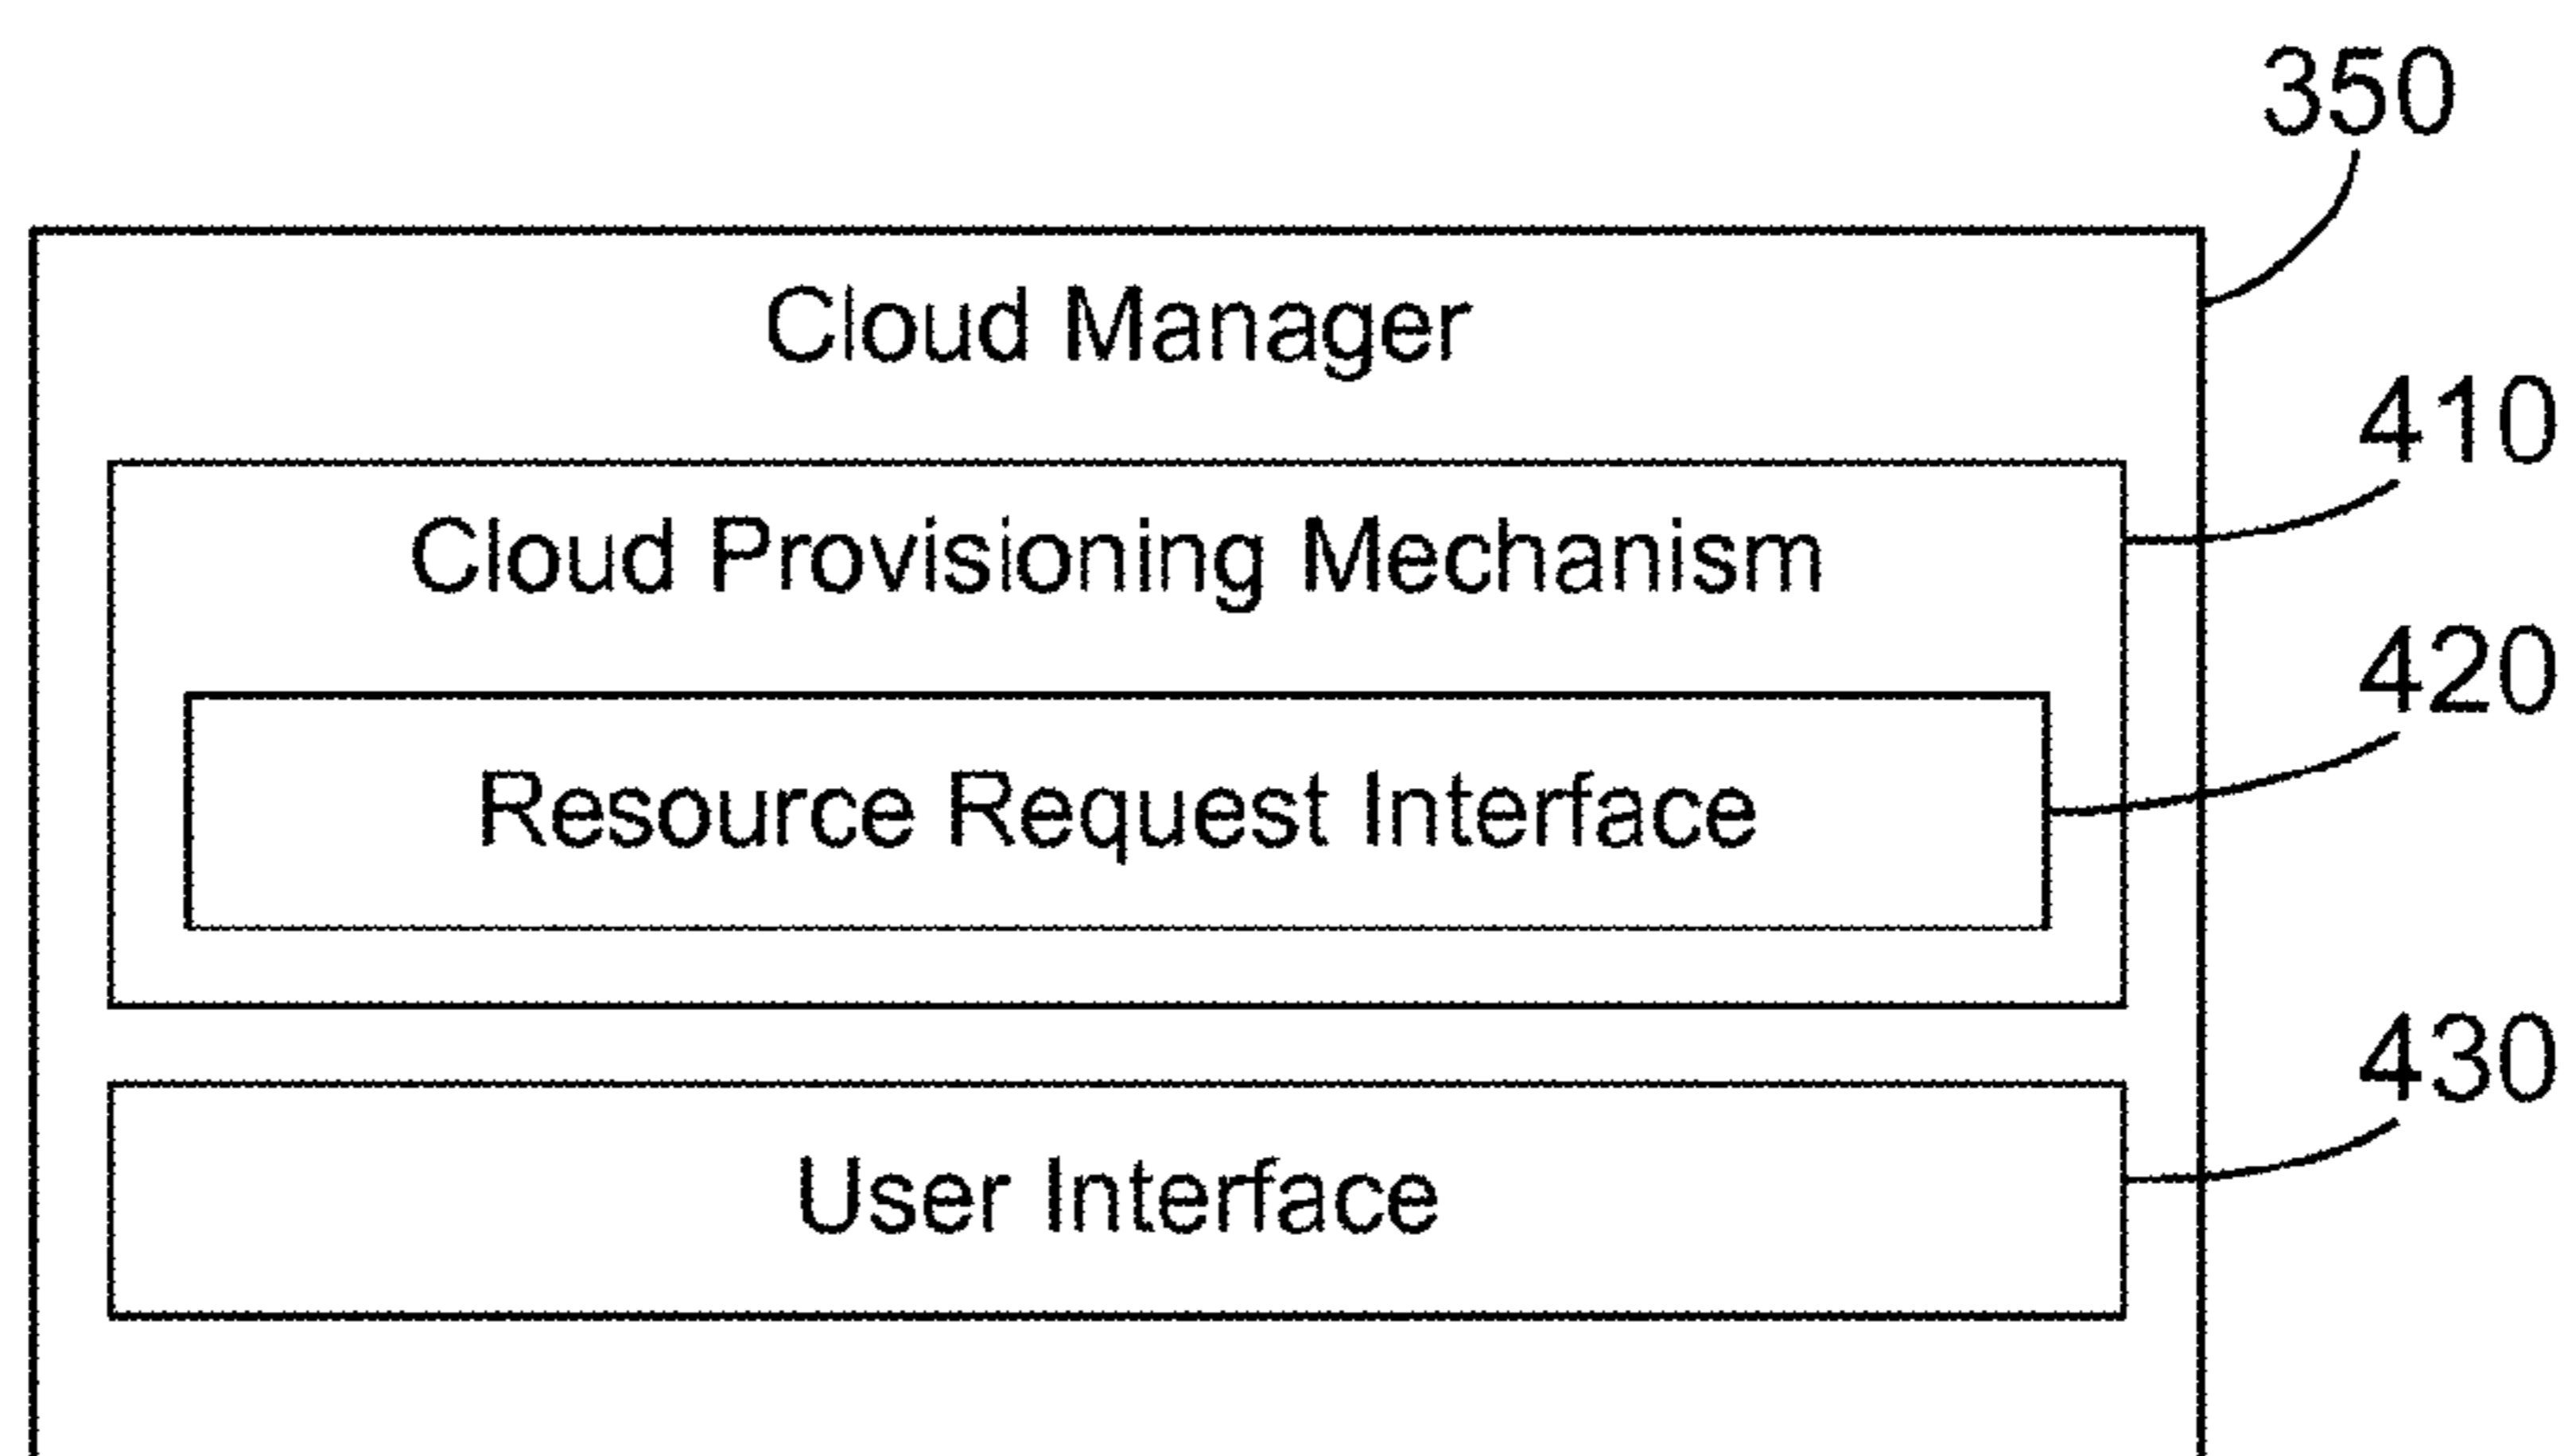 350
Cloud Manager
410
Cloud Provisioning Mechanism
420
Resource Request Interface
430
User Interface